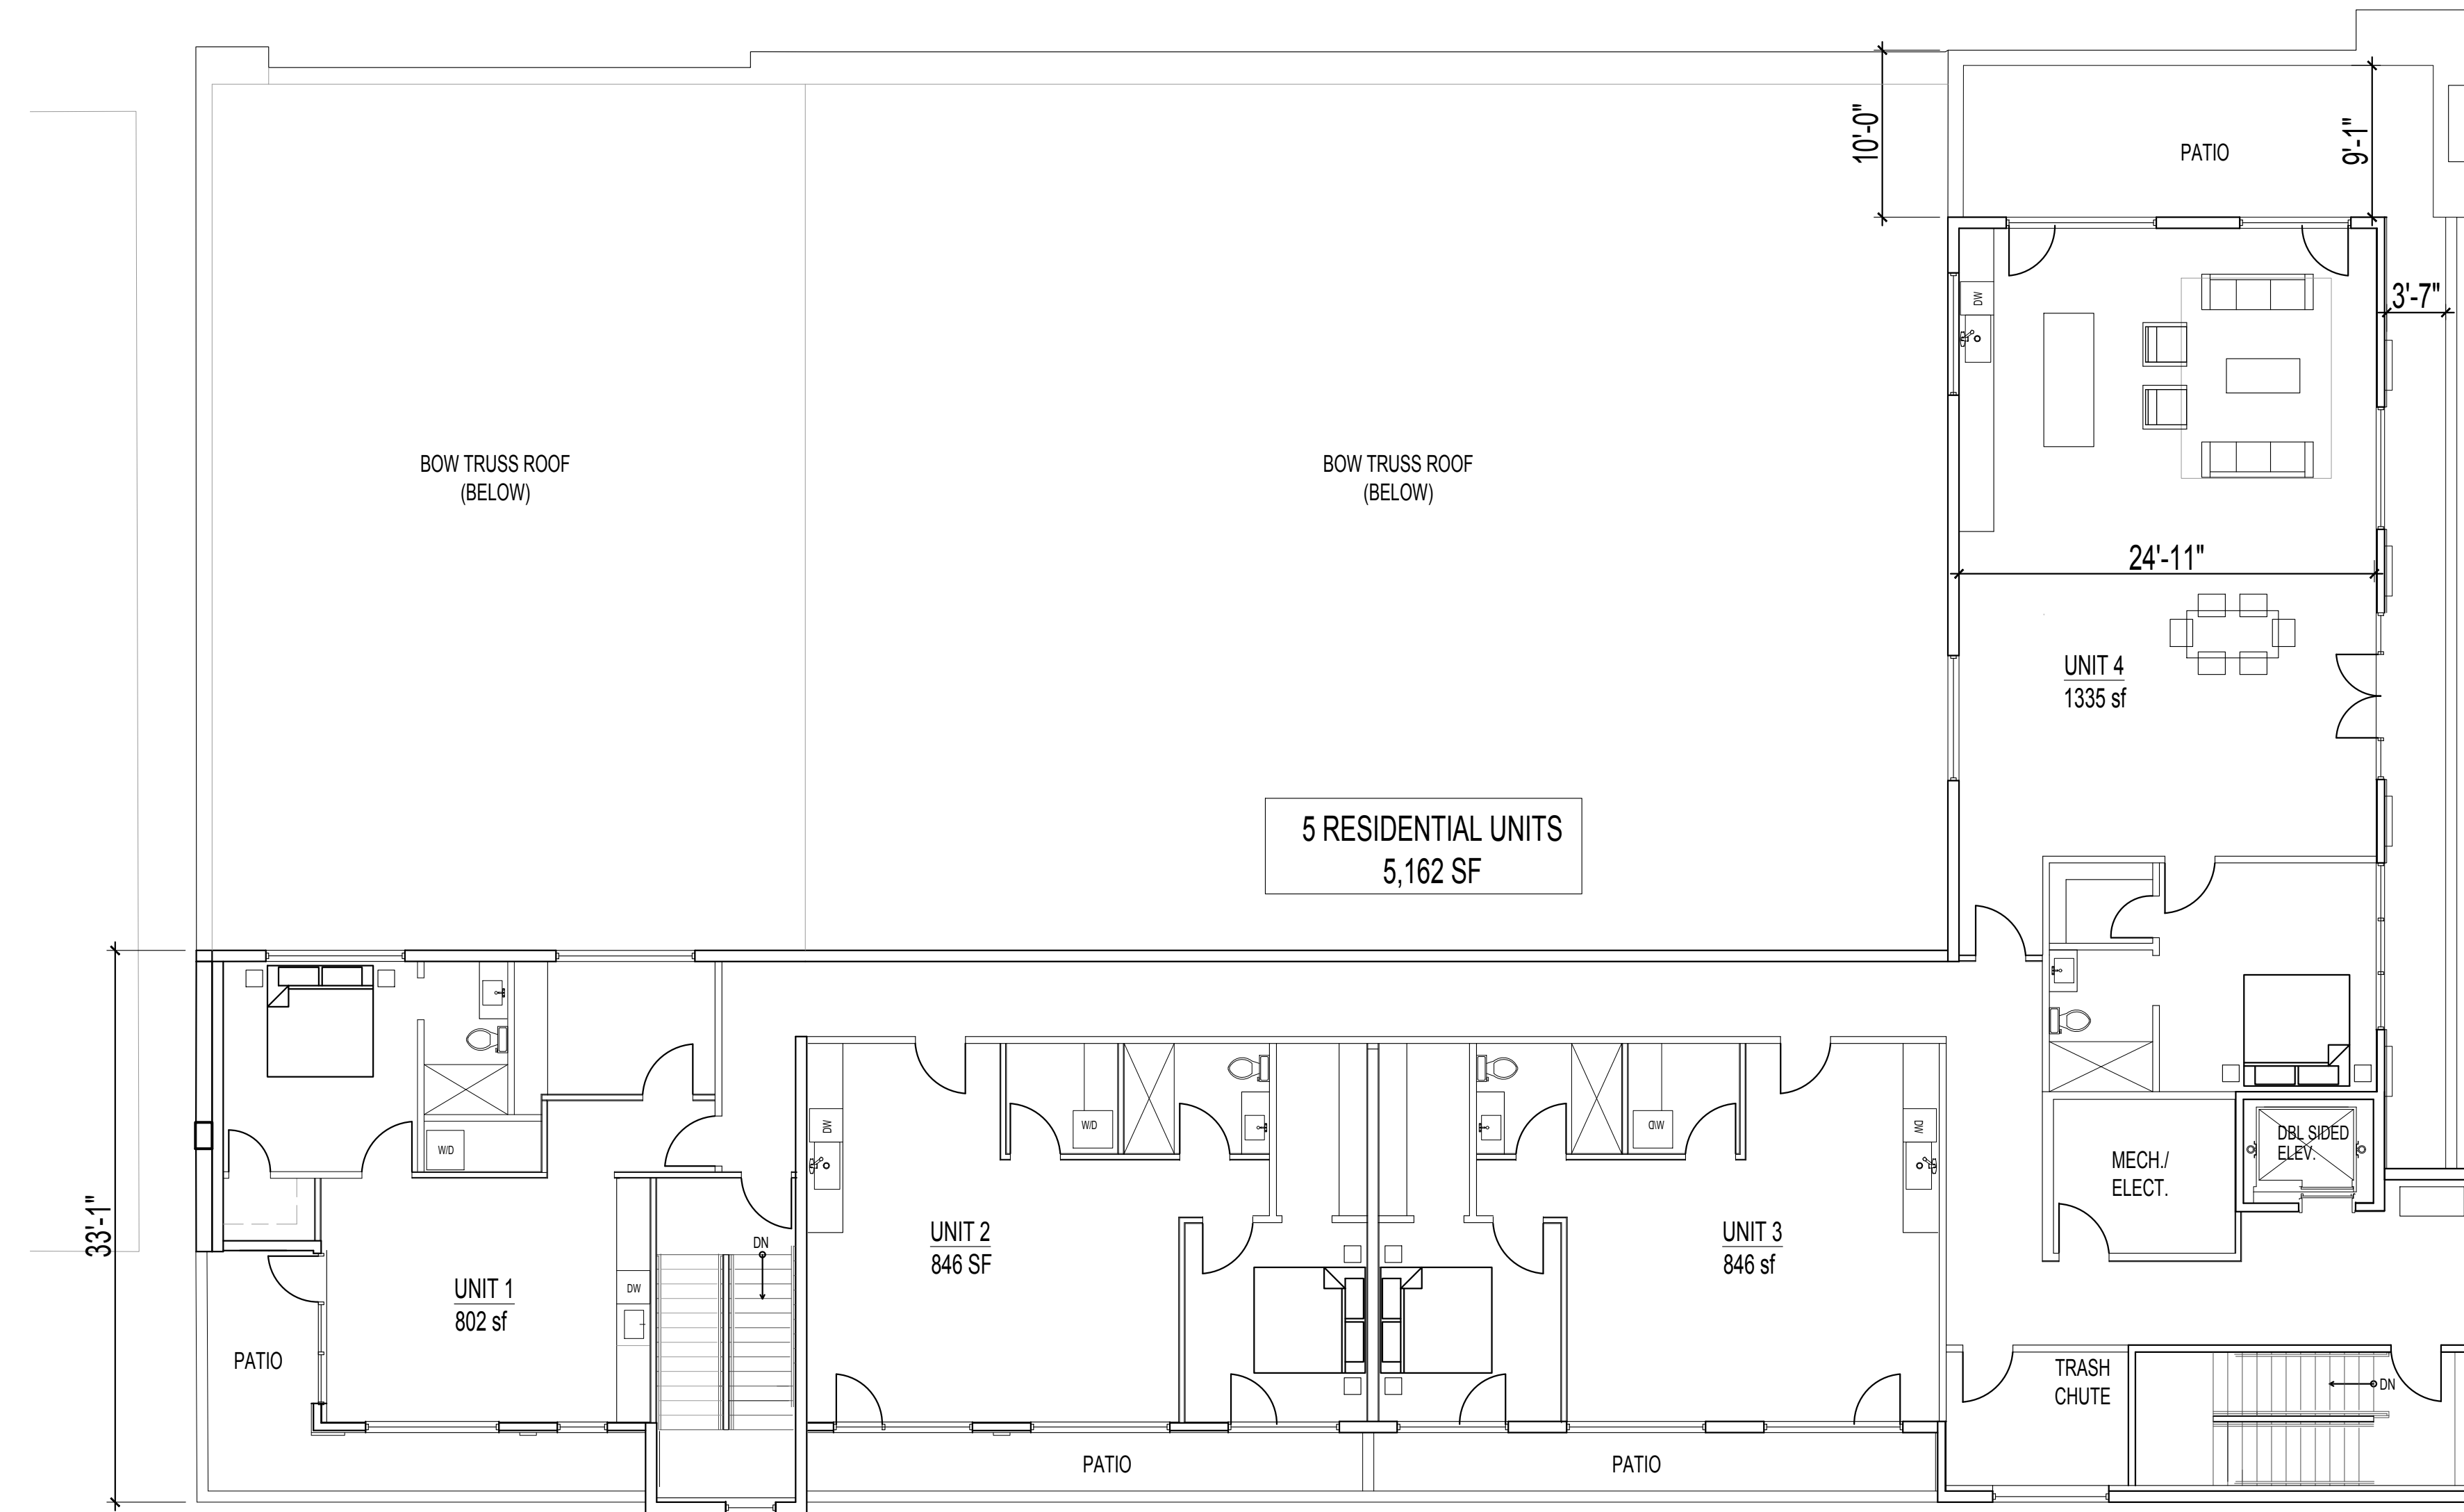 10'-0"
9'-1"
PATIO
3'-7"
DW
BOW TRUSS ROOF
(BELOW)
BOW TRUSS ROOF
(BELOW)
24'-11"
UNIT 4
1335 sf
5 RESIDENTIAL UNITS
5,162 SF
33'-1"
W/D
DW
W/D
W/D
DW
DBL SIDED
ELEV.
MECH./
ELECT.
UNIT 2
846 SF
UNIT 3
846 sf
DN
UNIT 1
802 sf
DW
PATIO
TRASH
CHUTE
DN
PATIO
PATIO